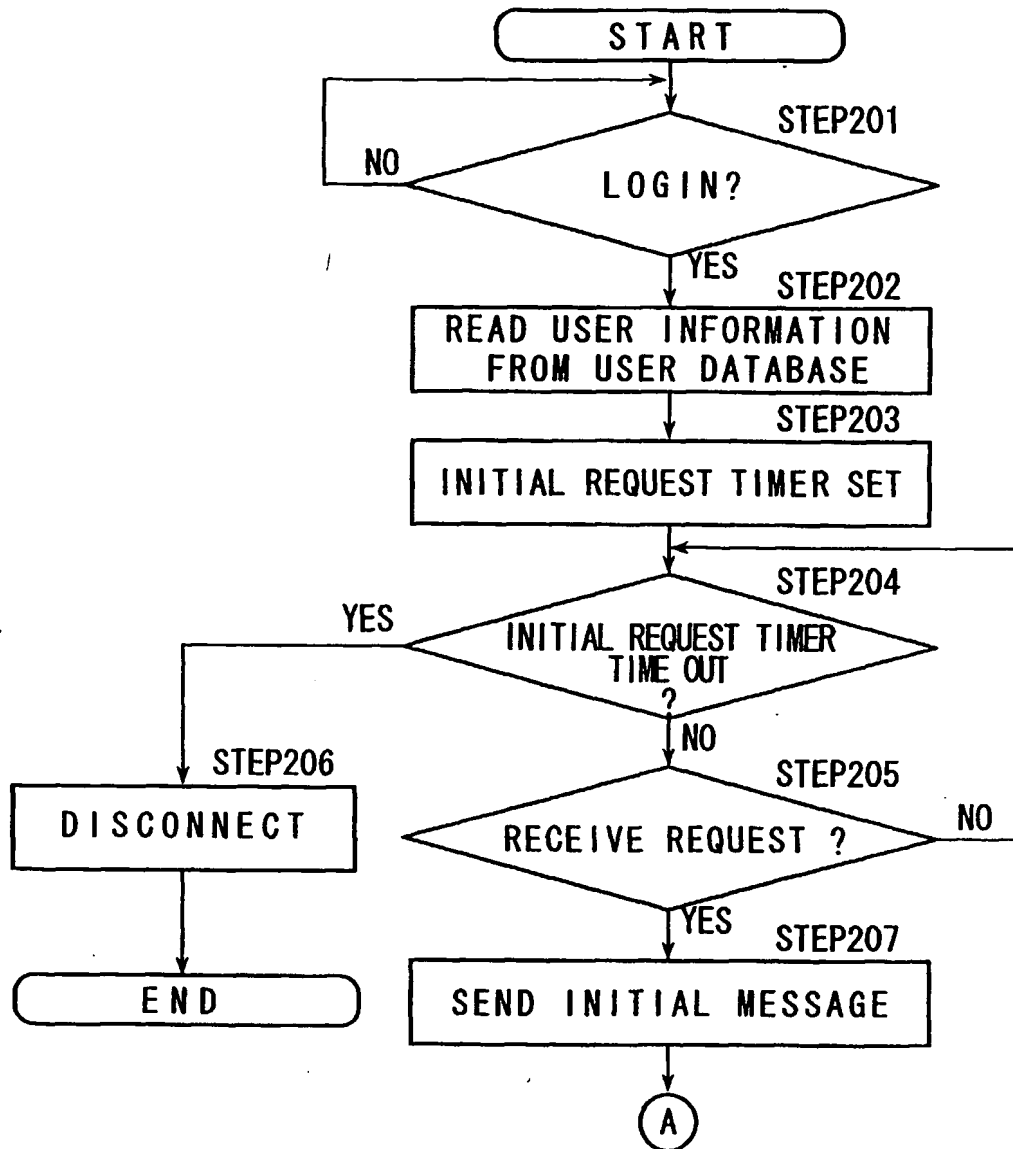 START
STEP201
NO
LOGIN?
YES
STEP202
READ USER INFORMATION
FROM USER DATABASE
STEP203
INITIAL REQUEST TIMER SET
STEP204
YES
INITIAL REQUEST TIMER
TIME OUT
?
NO
STEP206
STEP205
DISCONNECT
RECEIVE REQUEST ?
NO
YES
STEP207
END
SEND INITIAL MESSAGE
A